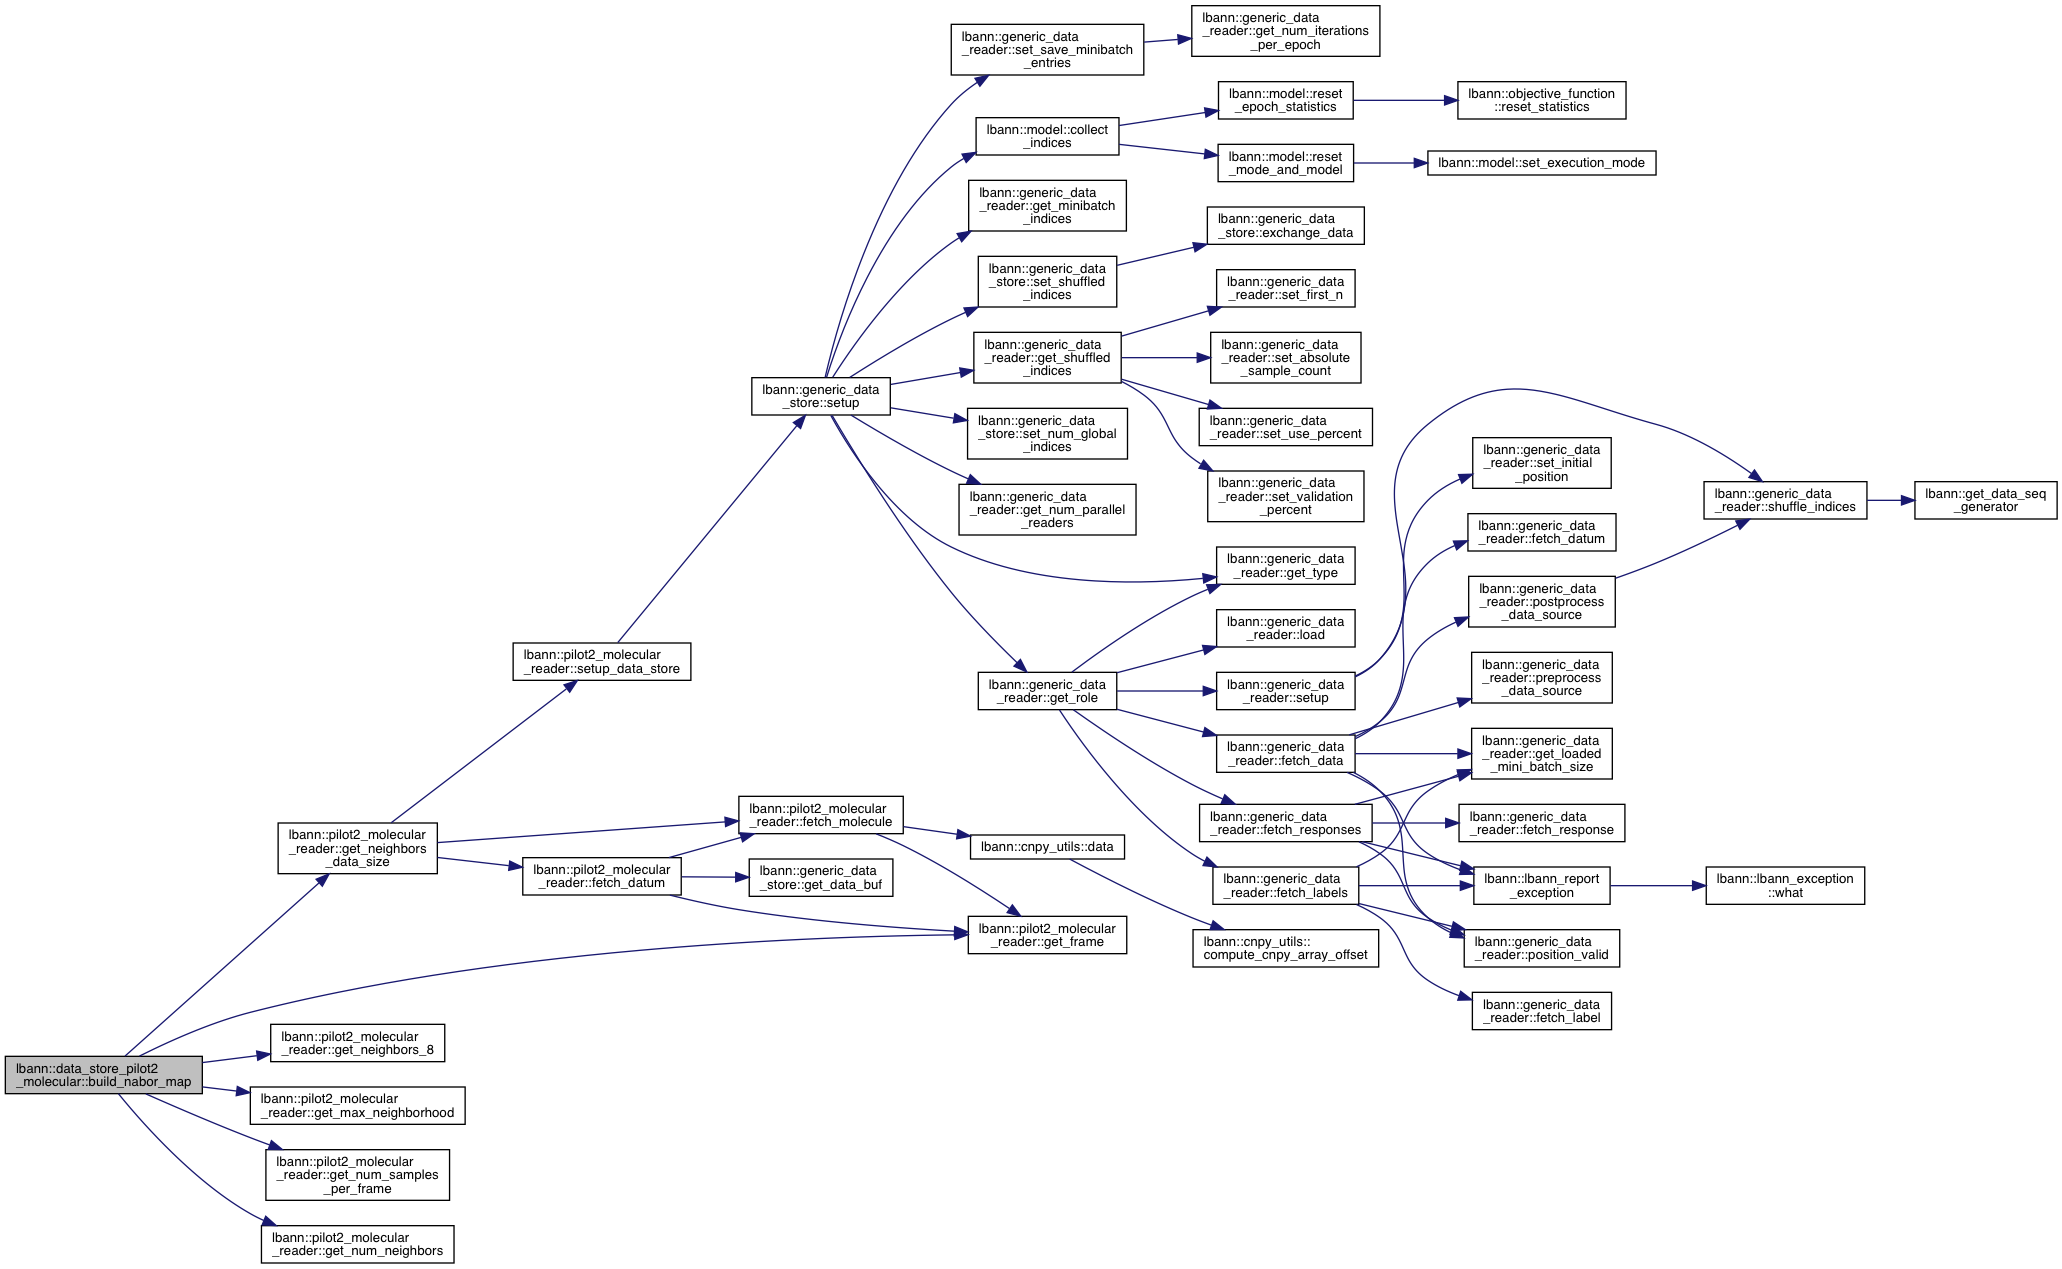 lbann::generic_data
_reader::set_save_minibatch
_entries
lbann::generic_data
_reader::get_num_iterations
_per_epoch
lbann::model::collect
_indices
lbann::model::reset
_epoch_statistics
lbann::objective_function
::reset_statistics
lbann::model::reset
_mode_and_model
lbann::model::set_execution_mode
lbann::generic_data
_reader::get_minibatch
_indices
lbann::generic_data
_store::exchange_data
lbann::generic_data
_store::set_shuffled
_indices
lbann::generic_data
_reader::set_first_n
lbann::generic_data
_reader::get_shuffled
_indices
lbann::generic_data
_reader::set_absolute
_sample_count
lbann::generic_data
_store::setup
lbann::generic_data
_store::set_num_global
_indices
lbann::generic_data
_reader::set_use_percent
lbann::generic_data
_reader::set_initial
_position
lbann::generic_data
_reader::set_validation
_percent
lbann::generic_data
_reader::get_num_parallel
_readers
lbann::generic_data
_reader::shuffle_indices
lbann::get_data_seq
_generator
lbann::generic_data
_reader::fetch_datum
lbann::generic_data
_reader::get_type
lbann::generic_data
_reader::postprocess
_data_source
lbann::generic_data
_reader::load
lbann::pilot2_molecular
_reader::setup_data_store
lbann::generic_data
_reader::get_role
lbann::generic_data
_reader::setup
lbann::generic_data
_reader::preprocess
_data_source
lbann::generic_data
_reader::fetch_data
lbann::generic_data
_reader::get_loaded
_mini_batch_size
lbann::pilot2_molecular
_reader::get_neighbors
_data_size
lbann::pilot2_molecular
_reader::fetch_molecule
lbann::cnpy_utils::data
lbann::generic_data
_reader::fetch_responses
lbann::generic_data
_reader::fetch_response
lbann::pilot2_molecular
_reader::fetch_datum
lbann::generic_data
_store::get_data_buf
lbann::generic_data
_reader::fetch_labels
lbann::lbann_report
_exception
lbann::lbann_exception
::what
lbann::pilot2_molecular
_reader::get_frame
lbann::cnpy_utils::
compute_cnpy_array_offset
lbann::generic_data
_reader::position_valid
lbann::generic_data
_reader::fetch_label
lbann::pilot2_molecular
_reader::get_neighbors_8
lbann::data_store_pilot2
_molecular::build_nabor_map
lbann::pilot2_molecular
_reader::get_max_neighborhood
lbann::pilot2_molecular
_reader::get_num_samples
_per_frame
lbann::pilot2_molecular
_reader::get_num_neighbors